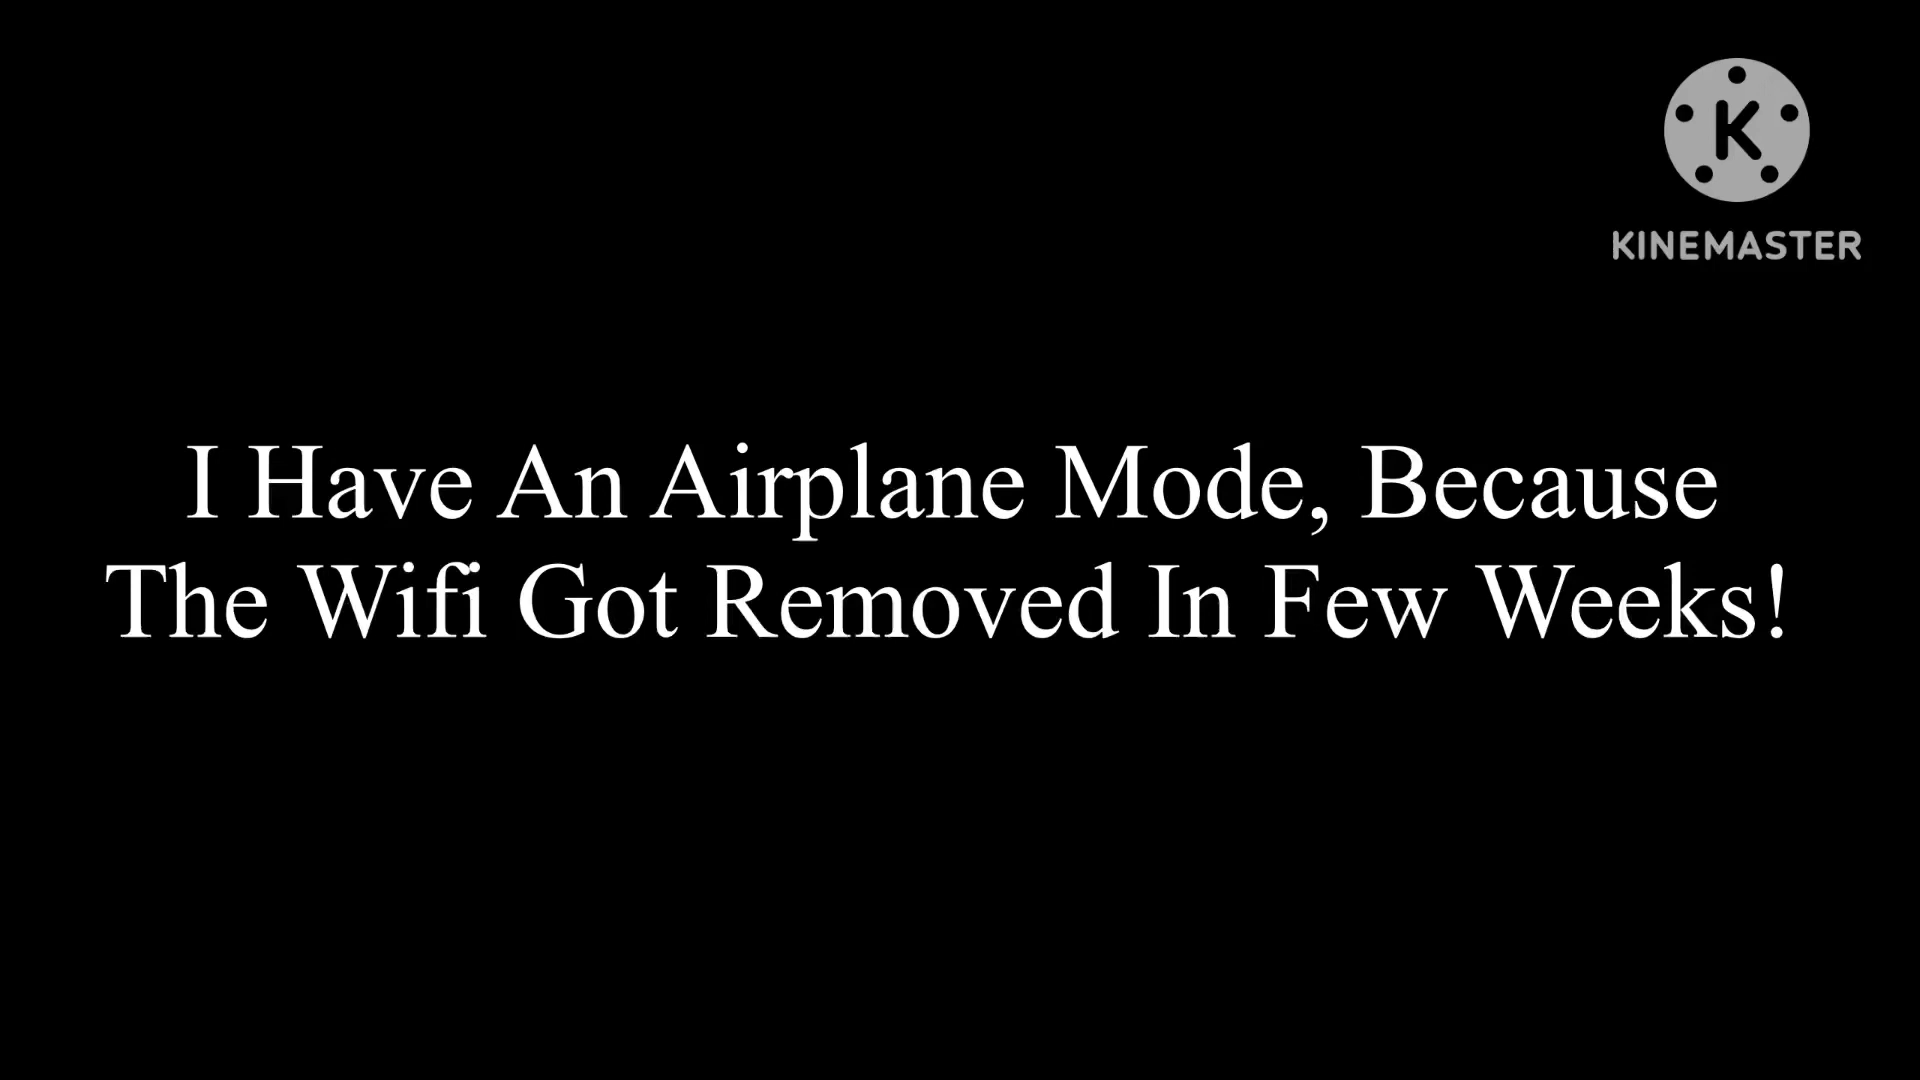 K
KINEMASTER
I Have An Airplane Mode, Because
The Wifi Got Removed In Few Weeks!